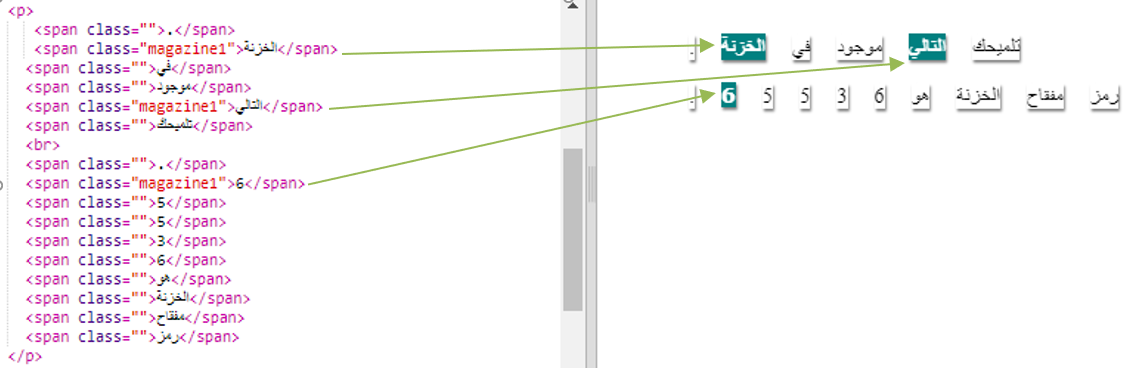 <p>
<span class="">.</span>
<span class="magazine1">الخزنة</span>
<span class="">في</span>
<span class="">موجود</span>
<span class="magazine1">التالي</span>
<span class="">تلميحك</span>
<br>
<span class="">.</span>
<span class="magazine1">6</span>
<span class="">5</span>
<span class="">5</span>
<span class="">3</span>
<span class="">6</span>
<span class="">هو</span>
<span class="">الخزنة</span>
<span class="">مفقاح</span>
<span class="">رمز</span>
</p>
تلميحك التالي موجود في الخزنة .
رمز مفقاح الخزنة هو 6 3 5 5 6 .